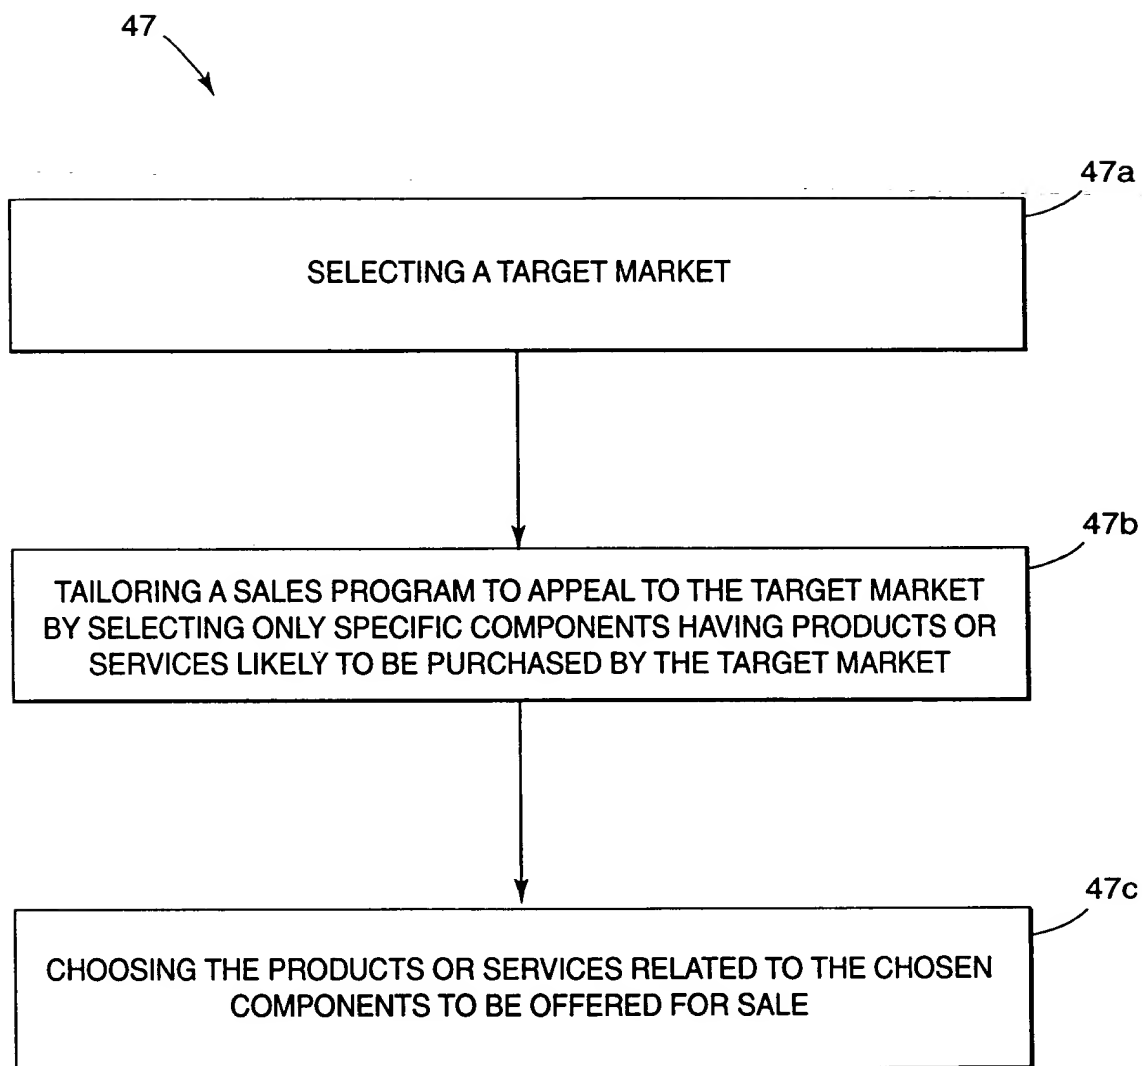 47
47a
SELECTING A TARGET MARKET
47b
TAILORING A SALES PROGRAM TO APPEAL TO THE TARGET MARKET
BY SELECTING ONLY SPECIFIC COMPONENTS HAVING PRODUCTS OR
SERVICES LIKELY TO BE PURCHASED BY THE TARGET MARKET
47c
CHOOSING THE PRODUCTS OR SERVICES RELATED TO THE CHOSEN
COMPONENTS TO BE OFFERED FOR SALE